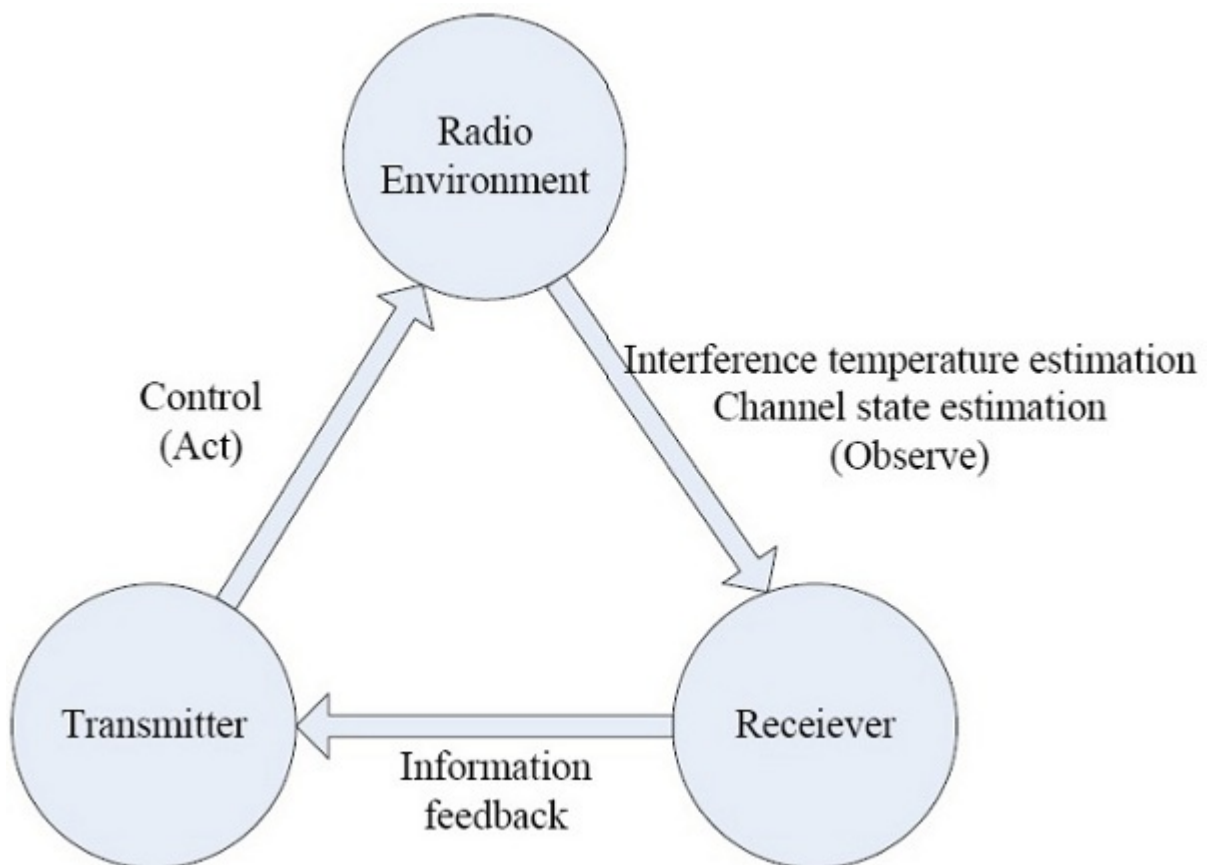 Radio
Environment
Interference temperature estimation
Channel state estimation
(Observe)
Control
(Act)
Transmitter
Receiever
Information
feedback